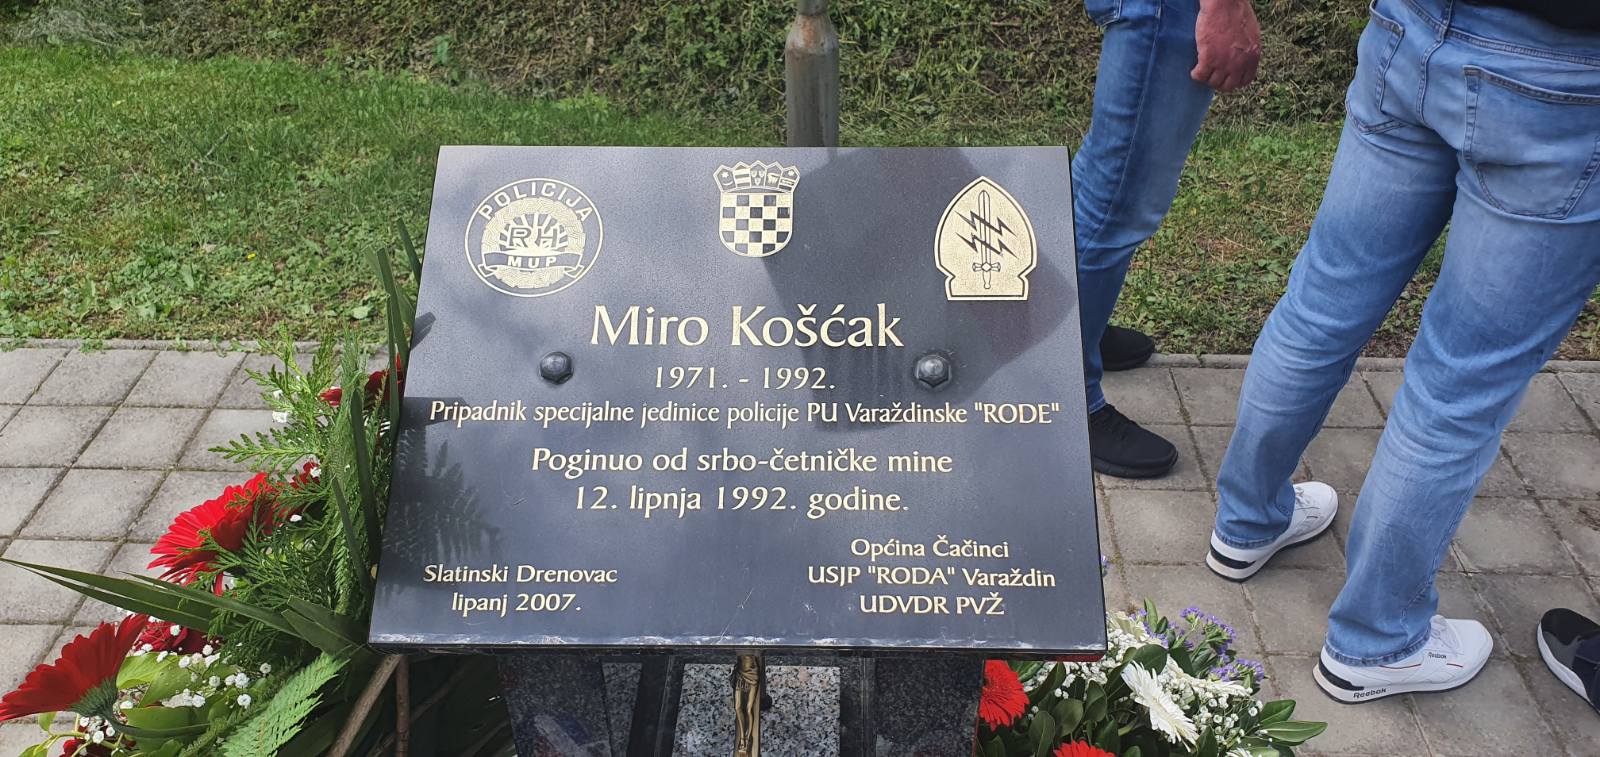 POLICIJA
RH
MUP
Miro Košćak
1971. - 1992.
Pripadnik specijalne jedinice policije PU Varaždinske "RODE"
Poginuo od srbo-četničke mine
12. lipnja 1992. godine.
Slatinski Drenovac
lipanj 2007.
Općina Čačinci
USJP "RODA" Varaždin
UDVDR PVŽ
Reebok
Reebok